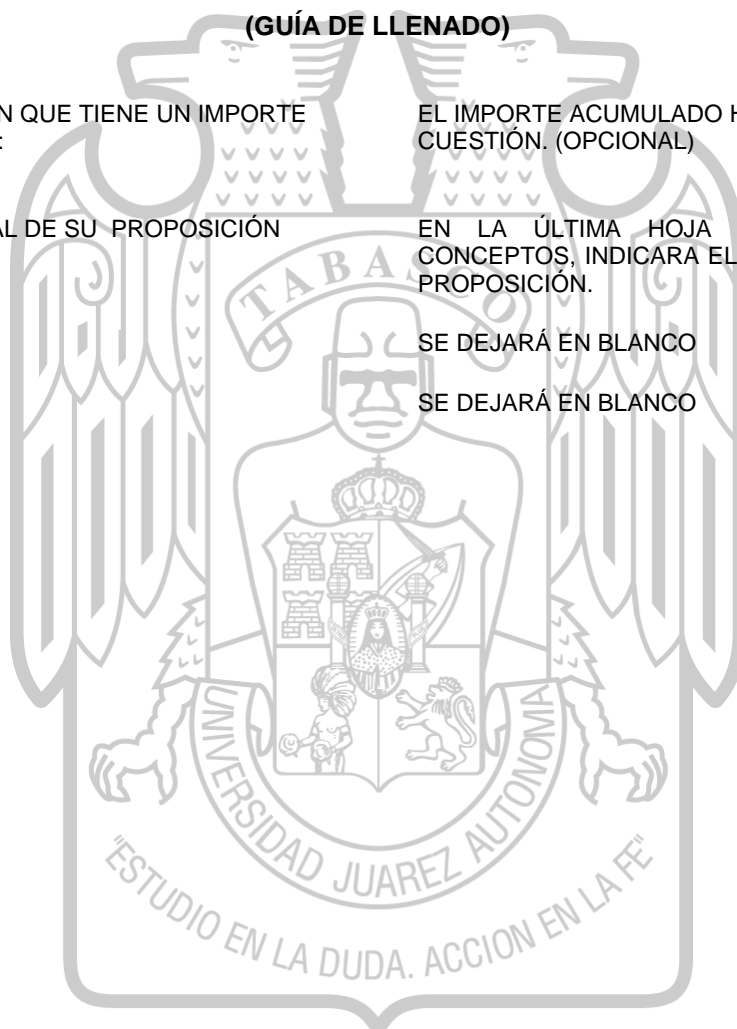 (GUÍA DE LLENADO)
N QUE TIENE UN IMPORTE
:
EL IMPORTE ACUMULADO H
CUESTIÓN. (OPCIONAL)
AL DE SU PROPOSICIÓN
EN LA ÚLTIMA HOJA
CONCEPTOS, INDICARA EL
PROPOSICIÓN.
SE DEJARÁ EN BLANCO
SE DEJARÁ EN BLANCO
TABASCO
UNIVERSIDAD JUAREZ AUTONOMA
"ESTUDIO EN LA DUDA. ACCION EN LA FE"